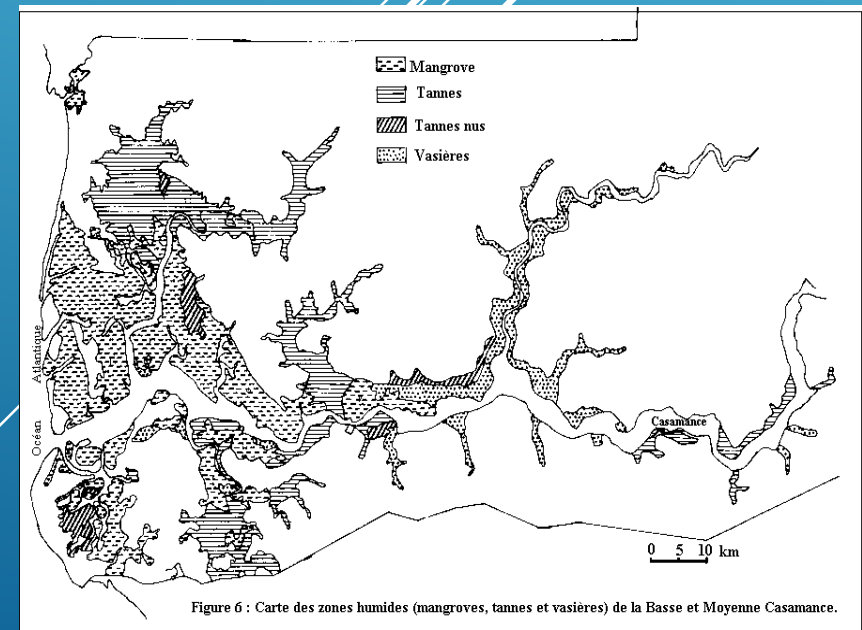 Mangrove
Tannes
Tannes nus
Vasières
Océan Atlantique
Casamance
0 5 10 km
Figure 6 : Carte des zones humides (mangroves, tannes et vasières) de la Basse et Moyenne Casamance.